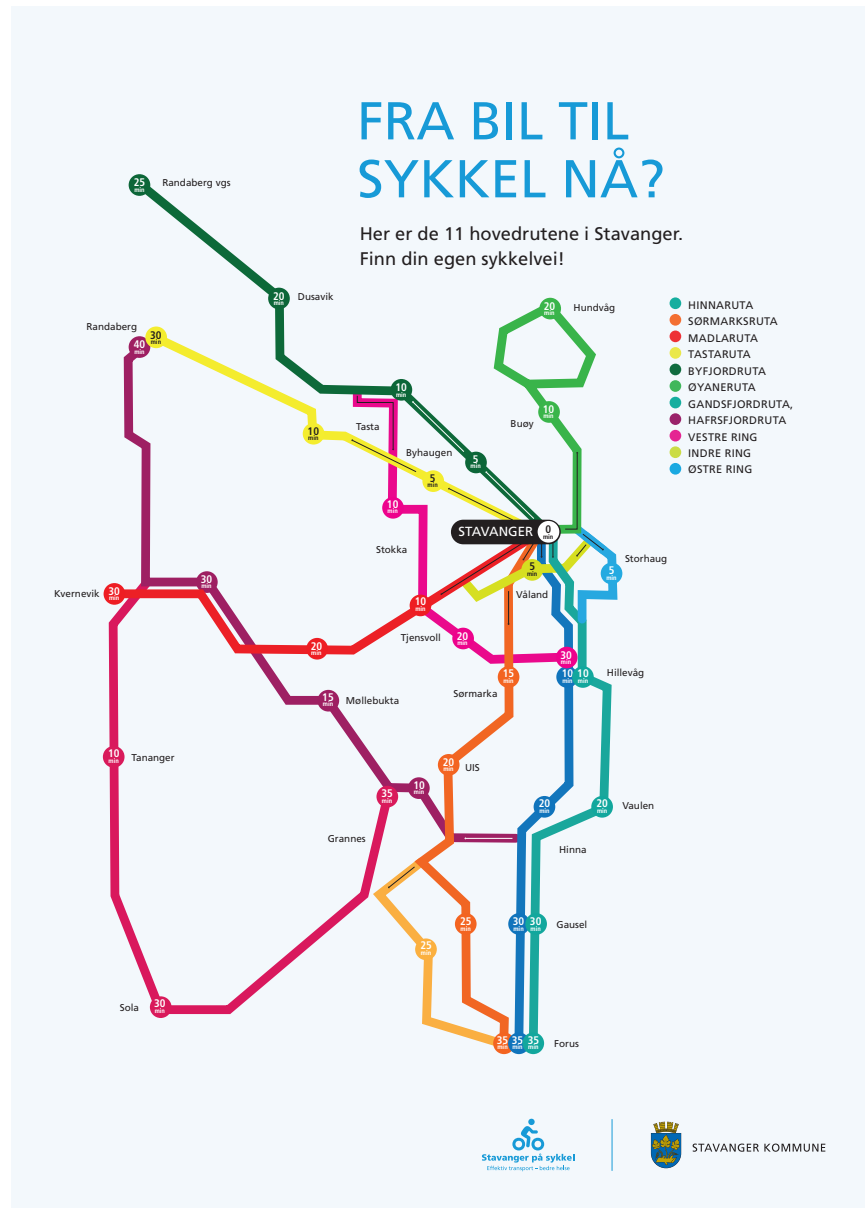 FRA BIL TIL
SYKKEL NÅ?
Her er de 11 hovedrutene i Stavanger.
Finn din egen sykkelvei!
25 min
Randaberg vgs
20 min
Dusavik
Hundvåg
20 min
HINNARUTA
SØRMARKSRUTA
MADLARUTA
TASTARUTA
BYFJORDRUTA
ØYANERUTA
GANDSFJORDRUTA,
HAFRSFJORDRUTA
VESTRE RING
INDRE RING
ØSTRE RING
Randaberg
40 min
30 min
10 min
10 min
Buøy
10 min
Tasta
Byhaugen
5 min
5 min
10 min
STAVANGER
0 min
Stokka
Storhaug
5 min
5 min
Våland
Kvernevik
30 min
30 min
10 min
Tjensvoll
20 min
20 min
30 min
10 min
10 min
Hillevåg
15 min
Sørmarka
15 min
Møllebukta
10 min
Tananger
20 min
UIS
35 min
10 min
20 min
20 min
Vaulen
Grannes
Hinna
25 min
25 min
30 min
30 min
Gausel
Sola
30 min
35 min
35 min
35 min
Forus
Stavanger på sykkel
Effektiv transport – bedre helse
STAVANGER KOMMUNE